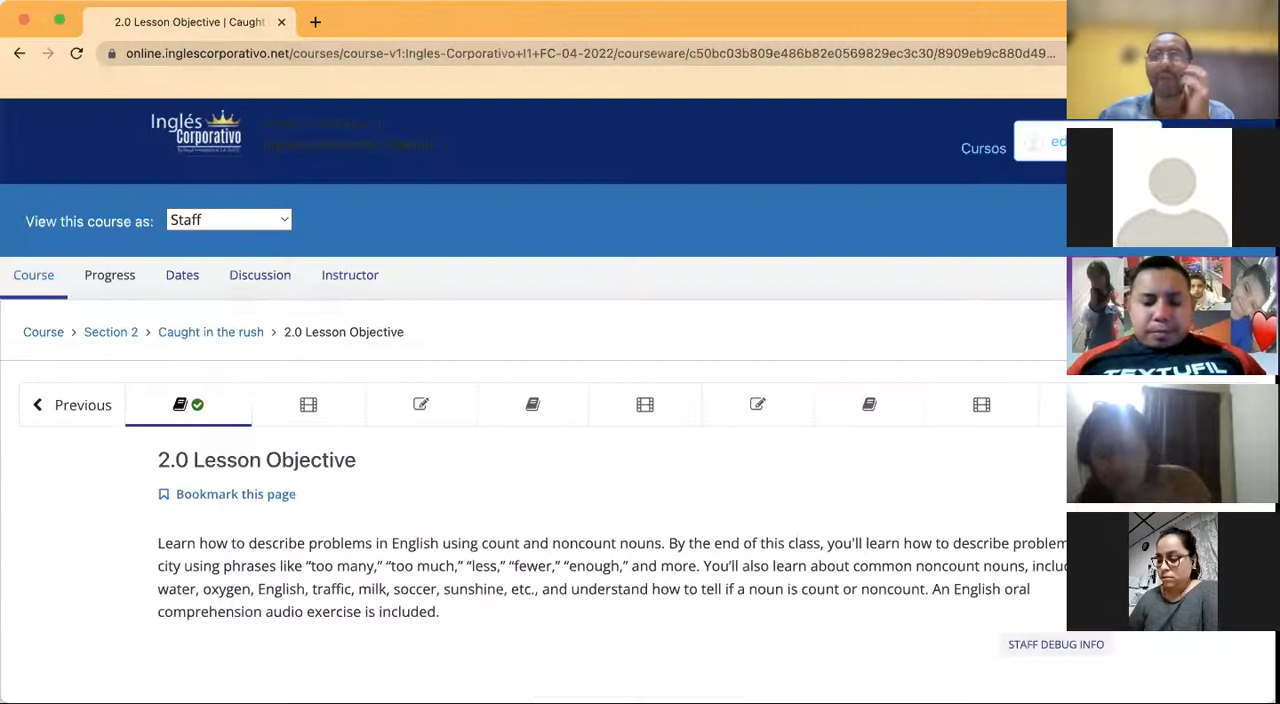 2.0 Lesson Objective | Caught
online.inglescorporativo.net/courses/course-v1:Ingles-Corporativo+I1+FC-04-2022/courseware/c50bc03b809e486b82e0569829ec3c30/8909eb9c880d49...
Inglés
Corporativo
Cursos
ed
View this course as:
Staff
Course
Progress
Dates
Discussion
Instructor
Course > Section 2 > Caught in the rush > 2.0 Lesson Objective
Previous
2.0 Lesson Objective
Bookmark this page
Learn how to describe problems in English using count and noncount nouns. By the end of this class, you'll learn how to describe problem
city using phrases like “too many,” “too much,” “less,” “fewer,” “enough,” and more. You’ll also learn about common noncount nouns, inclu
water, oxygen, English, traffic, milk, soccer, sunshine, etc., and understand how to tell if a noun is count or noncount. An English oral
comprehension audio exercise is included.
STAFF DEBUG INFO
TEXTUFIL